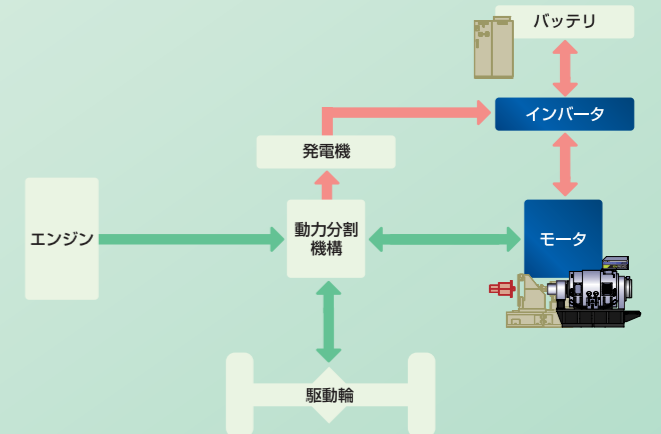 バッテリ
インバータ
発電機
エンジン
動力分割
機構
モータ
駆動輪